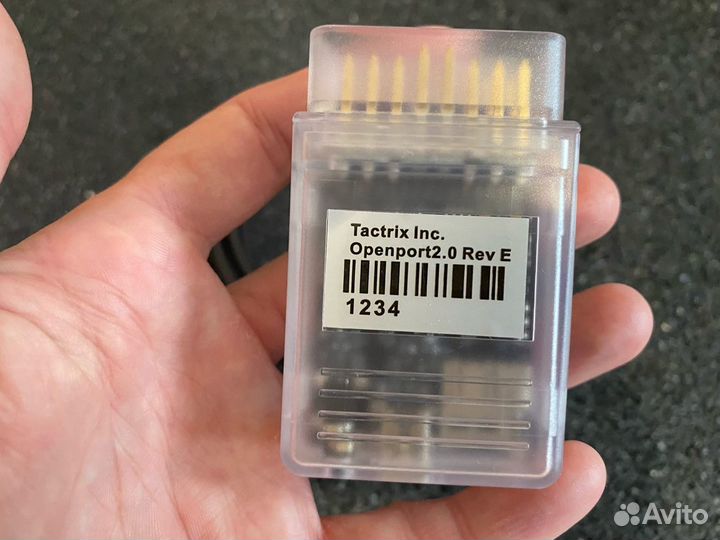 Tactrix Inc.
Openport2.0 Rev E
1234
Avito